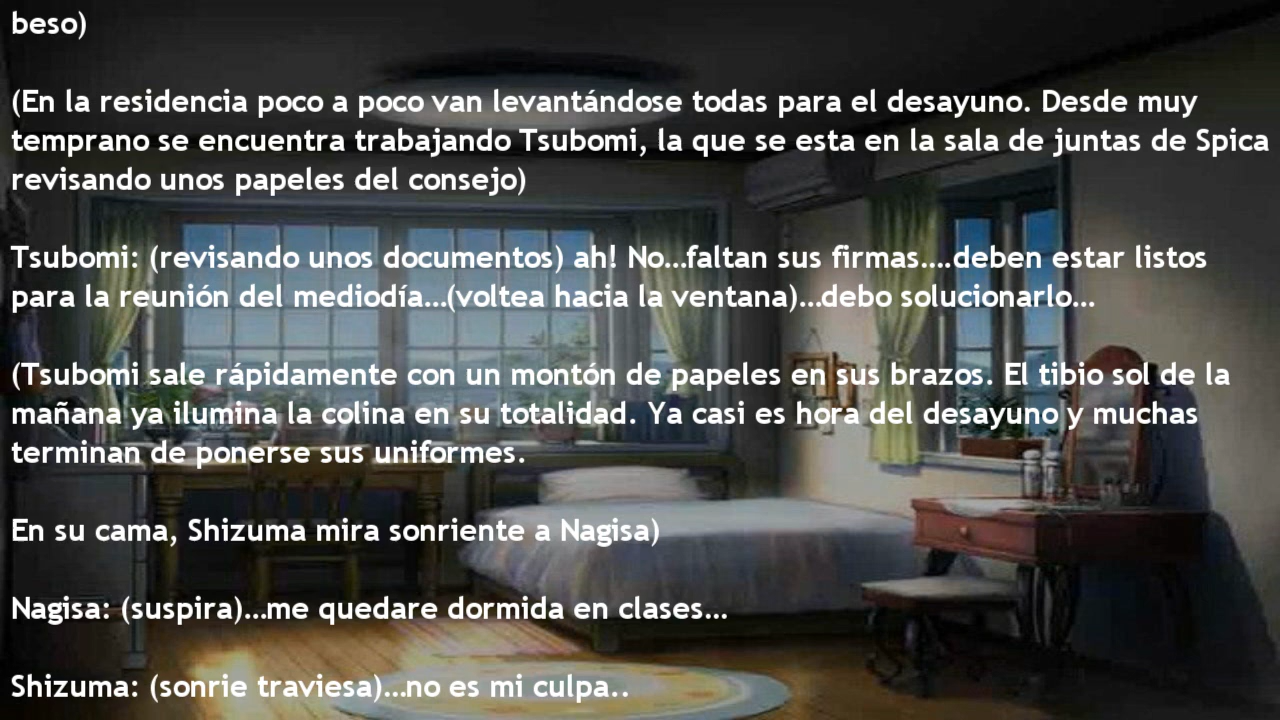 beso)
(En la residencia poco a poco van levantándose todas para el desayuno. Desde muy
temprano se encuentra trabajando Tsubomi, la que se esta en la sala de juntas de Spica
revisando unos papeles del consejo)
Tsubomi: (revisando unos documentos) ah! No...faltan sus firmas....deben estar listos
para la reunión del mediodía...(voltea hacia la ventana)...debo solucionarlo...
(Tsubomi sale rápidamente con un montón de papeles en sus brazos. El tibio sol de la
mañana ya ilumina la colina en su totalidad. Ya casi es hora del desayuno y muchas
terminan de ponerse sus uniformes.
En su cama, Shizuma mira sonriente a Nagisa)
Nagisa: (suspira)...me quedare dormida en clases...
Shizuma: (sonrie traviesa)...no es mi culpa..